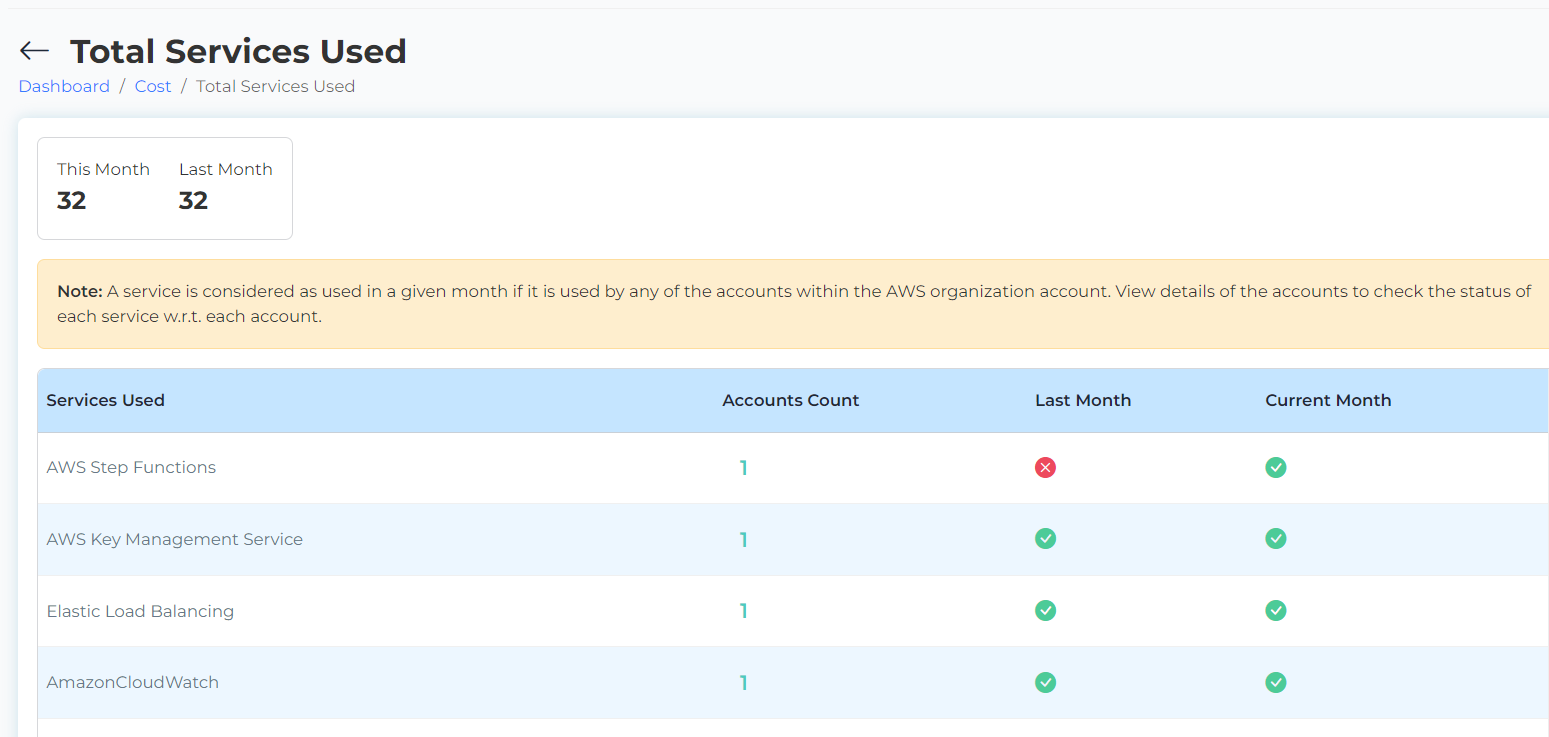 Total Services Used
Dashboard / Cost / Total Services Used
This Month Last Month
32 32
Note: A service is considered as used in a given month if it is used by any of the accounts within the AWS organization account. View details of the accounts to check the status of
each service w.r.t. each account.
Services Used Accounts Count Last Month Current Month
AWS Step Functions 1
AWS Key Management Service 1
Elastic Load Balancing 1
AmazonCloudWatch 1